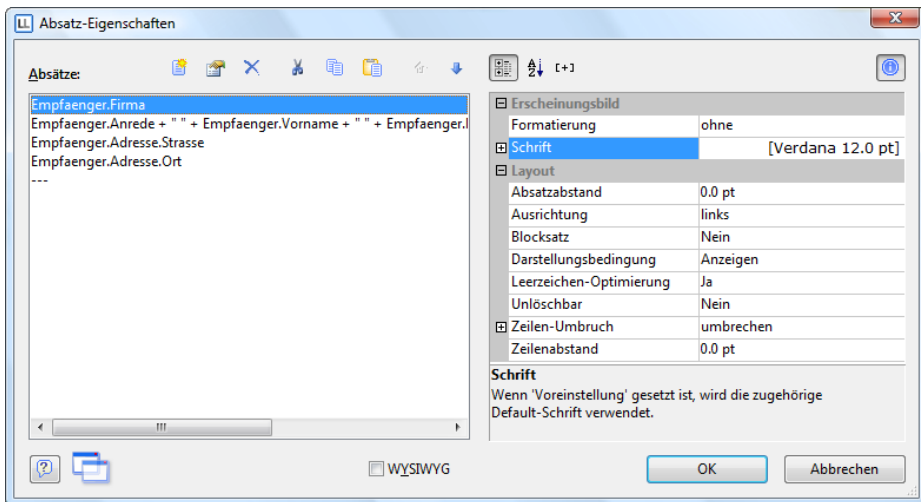 LL Absatz-Eigenschaften
Absätze:
Empfaenger.Firma
Empfaenger.Anrede + " " + Empfaenger.Vorname + " " + Empfaenger.
Empfaenger.Adresse.Strasse
Empfaenger.Adresse.Ort
---
WYSIWYG
Erscheinungsbild
Formatierung ohne
Schrift [Verdana 12.0 pt]
Layout
Absatzabstand 0.0 pt
Ausrichtung links
Blocksatz Nein
Darstellungsbedingung Anzeigen
Leerzeichen-Optimierung Ja
Unlöschbar Nein
Zeilen-Umbruch umbrechen
Zeilenabstand 0.0 pt
Schrift
Wenn 'Voreinstellung' gesetzt ist, wird die zugehörige
Default-Schrift verwendet.
OK Abbrechen